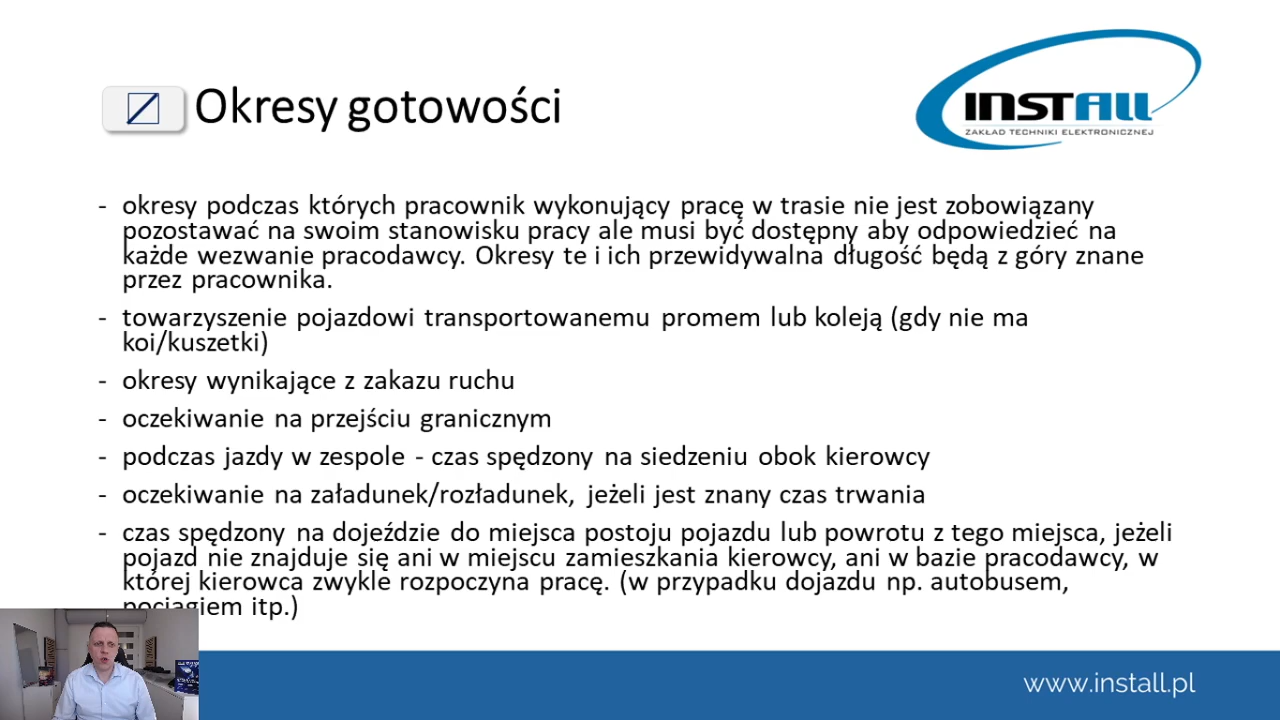 Okresy gotowości
INSTALL
ZAKŁAD TECHNIKI ELEKTRONICZNEJ
- okresy podczas których pracownik wykonujący pracę w trasie nie jest zobowiązany
pozostawać na swoim stanowisku pracy ale musi być dostępny aby odpowiedzieć na
każde wezwanie pracodawcy. Okresy te i ich przewidywalna długość będą z góry znane
przez pracownika.
- towarzyszenie pojazdowi transportowanemu promem lub koleją (gdy nie ma
koi/kuszetki)
- okresy wynikające z zakazu ruchu
- oczekiwanie na przejściu granicznym
- podczas jazdy w zespole - czas spędzony na siedzeniu obok kierowcy
- oczekiwanie na załadunek/rozładunek, jeżeli jest znany czas trwania
- czas spędzony na dojeździe do miejsca postoju pojazdu lub powrotu z tego miejsca, jeżeli
pojazd nie znajduje się ani w miejscu zamieszkania kierowcy, ani w bazie pracodawcy, w
której kierowca zwykle rozpoczyna pracę. (w przypadku dojazdu np. autobusem,
pociągiem itp.)
www.install.pl